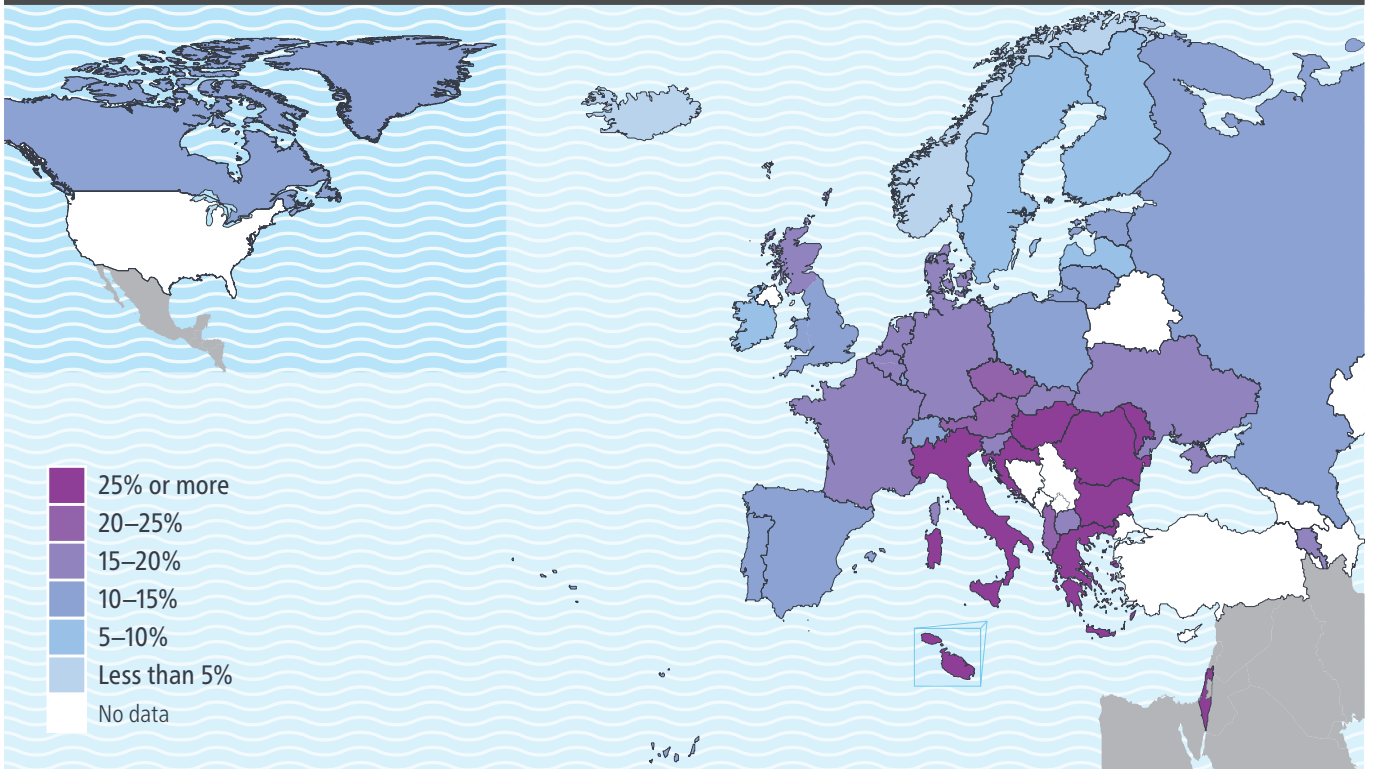 25% or more
20–25%
15–20%
10–15%
5–10%
Less than 5%
No data